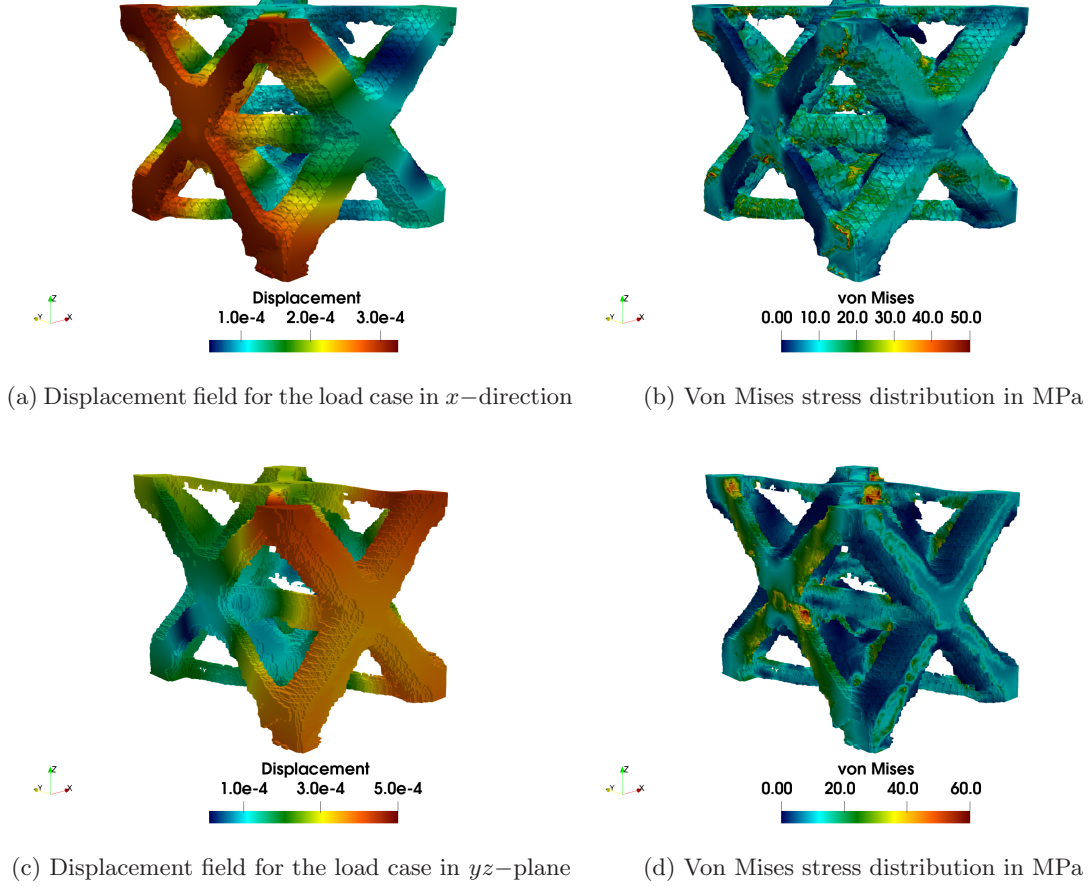 Z
Y
X
Displacement
1.0e-4 2.0e-4 3.0e-4
Z
Y
X
von Mises
0.00 10.0 20.0 30.0 40.0 50.0
(a) Displacement field for the load case in x−direction
(b) Von Mises stress distribution in MPa
Z
Y
X
Displacement
1.0e-4 3.0e-4 5.0e-4
Z
Y
X
von Mises
0.00 20.0 40.0 60.0
(c) Displacement field for the load case in yz−plane
(d) Von Mises stress distribution in MPa